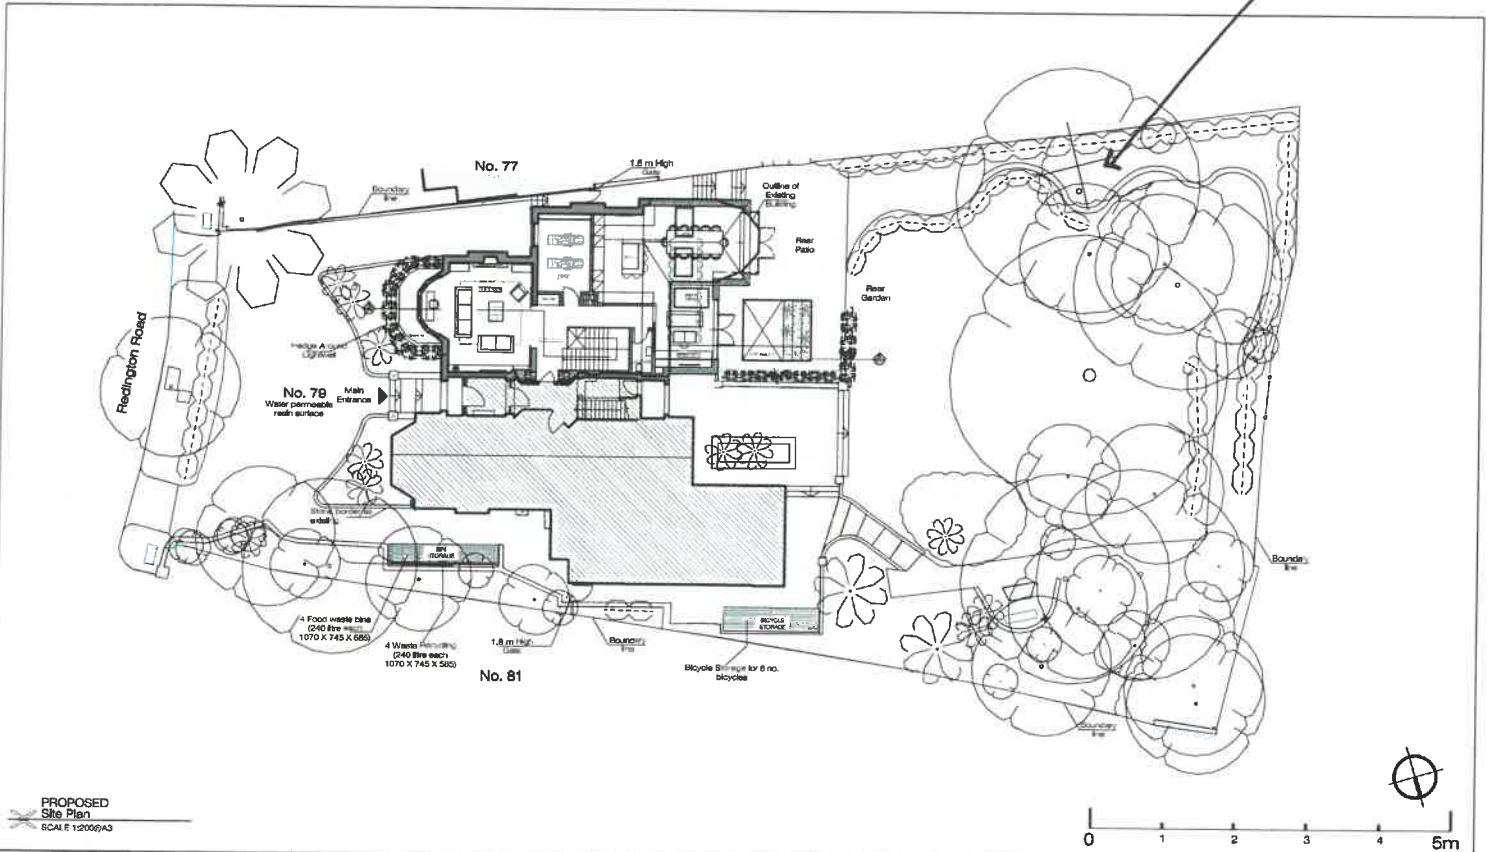 No. 77
1.8 m High
Gate
Boundary
line
Outline of
Existing
Building
Rear
Patio
Rear
Garden
Redington Road
Hedge Around
Lightwell
No. 79
Water permeable
resin surface
Main
Entrance
existing
BIN
STORAGE
4 Food waste bins
(240 litre each
1070 X 745 X 585)
4 Waste Recycling
(240 litre each
1070 X 745 X 585)
1.8 m High
Gate
Boundary
line
No. 81
BICYCLE
STORAGE
Bicycle Storage for 6 no.
bicycles
Boundary
line
Boundary
line
PROPOSED
Site Plan
SCALE 1:200@A3
0 1 2 3 4 5m